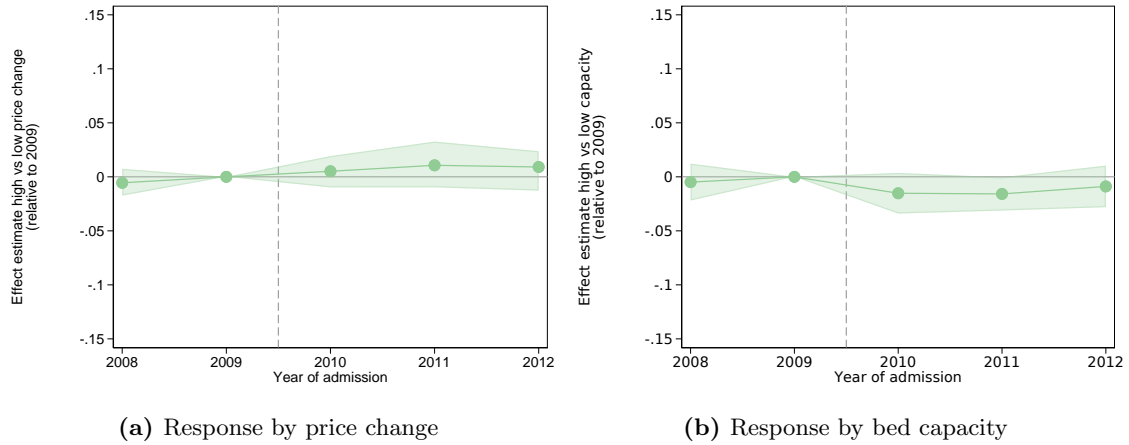 Effect estimate high vs low price change
(relative to 2009)
.15
.1
.05
0
-.05
-.1
-.15
2008 2009 2010 2011 2012
Year of admission
(a) Response by price change
Effect estimate high vs low capacity
(relative to 2009)
.15
.1
.05
0
-.05
-.1
-.15
2008 2009 2010 2011 2012
Year of admission
(b) Response by bed capacity